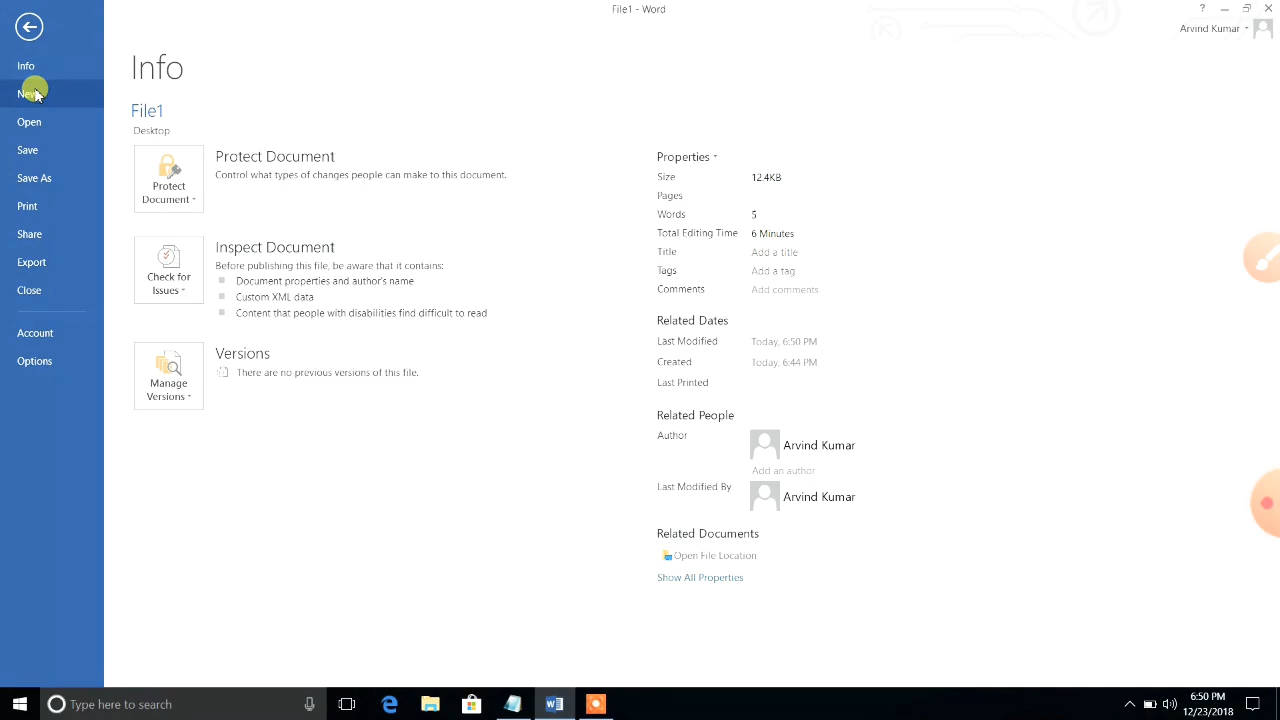 File1 - Word
?
Arvind Kumar
Info
New
Open
Save
Save As
Print
Share
Export
Close
Account
Options
Info
File1
Desktop
Protect Document
Protect Document
Control what types of changes people can make to this document.
Check for Issues
Inspect Document
Before publishing this file, be aware that it contains:
Document properties and author's name
Custom XML data
Content that people with disabilities find difficult to read
Manage Versions
Versions
There are no previous versions of this file.
Properties
Size 12.4KB
Pages
Words 5
Total Editing Time 6 Minutes
Title Add a title
Tags Add a tag
Comments Add comments
Related Dates
Last Modified Today, 6:50 PM
Created Today, 6:44 PM
Last Printed
Related People
Author Arvind Kumar
Add an author
Last Modified By Arvind Kumar
Related Documents
Open File Location
Show All Properties
Type here to search
6:50 PM
12/23/2018